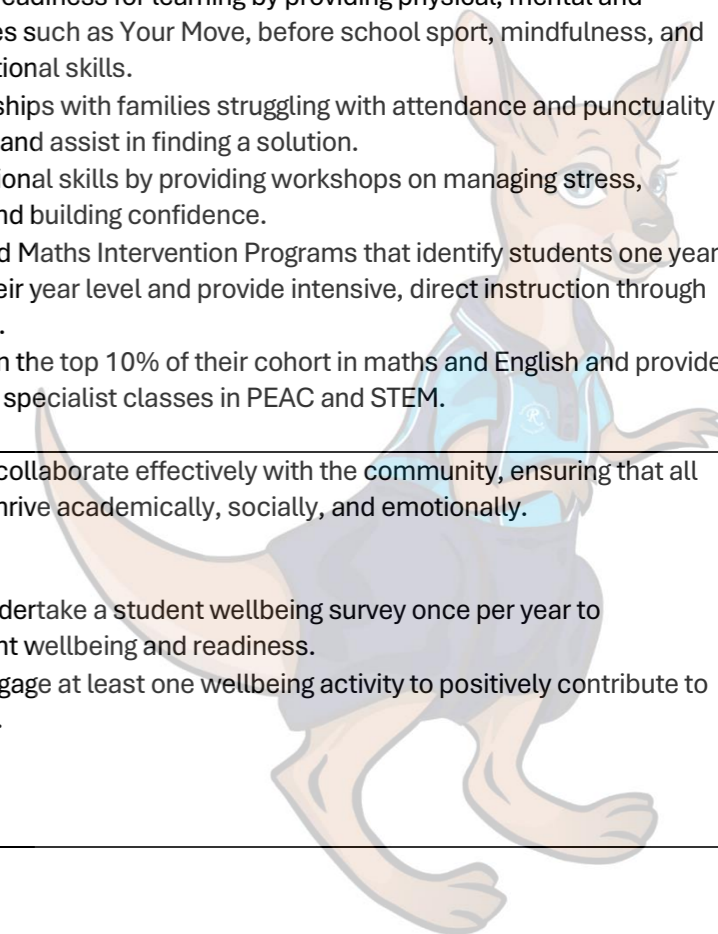 eadiness for learning by providing physical, mental and
es such as Your Move, before school sport, mindfulness, and
tional skills.
ships with families struggling with attendance and punctuality
and assist in finding a solution.
ional skills by providing workshops on managing stress,
nd building confidence.
d Maths Intervention Programs that identify students one year
eir year level and provide intensive, direct instruction through
.
n the top 10% of their cohort in maths and English and provide
specialist classes in PEAC and STEM.
collaborate effectively with the community, ensuring that all
hrive academically, socially, and emotionally.
dertake a student wellbeing survey once per year to
nt wellbeing and readiness.
gage at least one wellbeing activity to positively contribute to
.